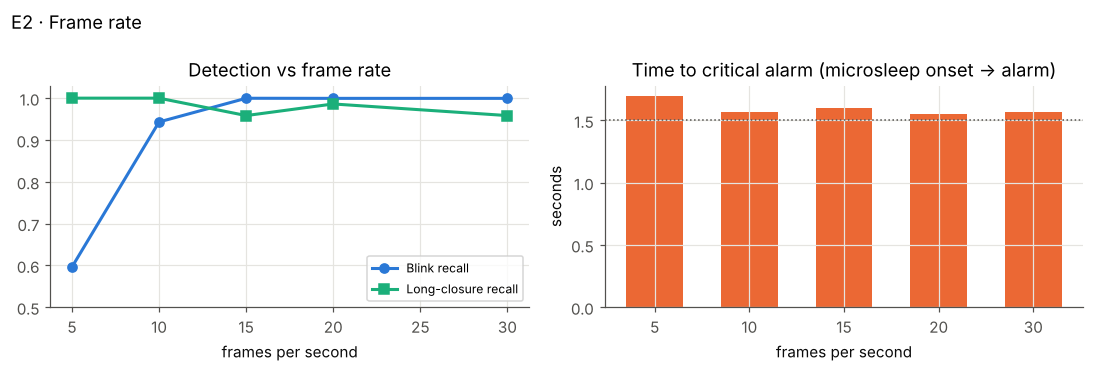 E2 · Frame rate
Detection vs frame rate
1.0
0.9
0.8
0.7
0.6
0.5
5
10
15
20
25
30
frames per second
Blink recall
Long-closure recall
Time to critical alarm (microsleep onset → alarm)
seconds
1.5
1.0
0.5
0.0
5
10
15
20
30
frames per second